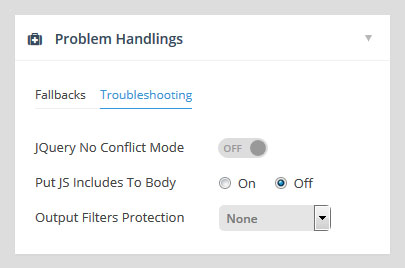 Problem Handlings
Fallbacks Troubleshooting
JQuery No Conflict Mode OFF
Put JS Includes To Body On Off
Output Filters Protection None